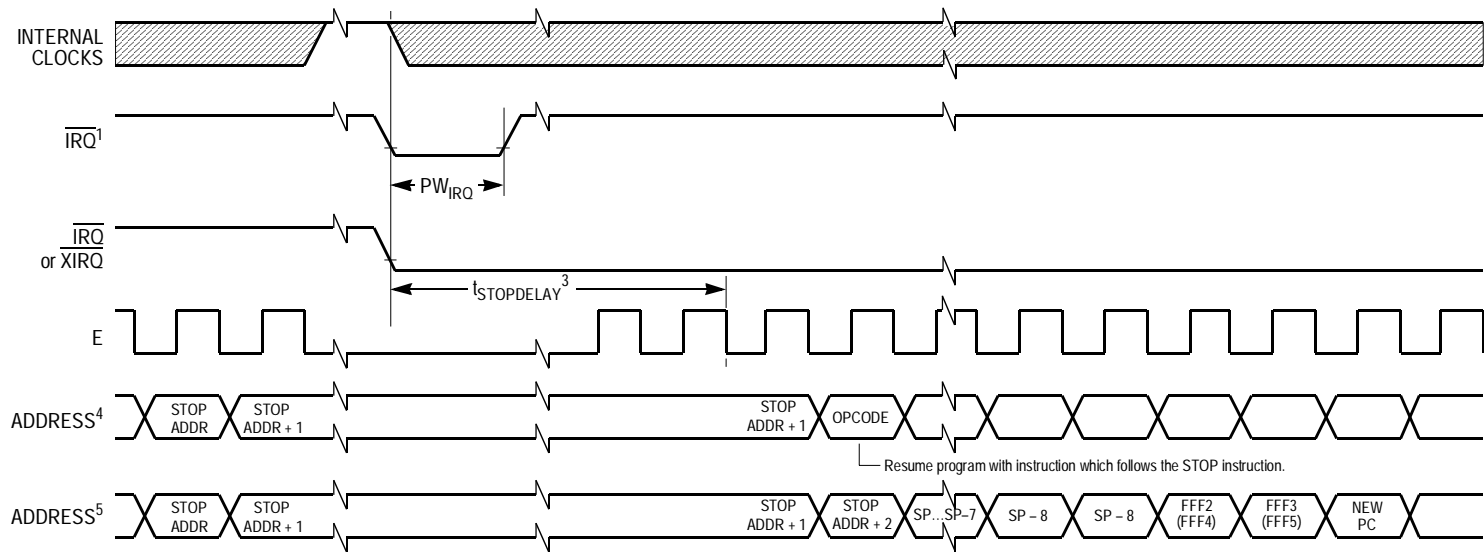 INTERNAL
CLOCKS
IRQ1
PWIRQ
IRQ
or XIRQ
tSTOPDELAY3
E
ADDRESS4
STOP
ADDR
STOP
ADDR + 1
STOP
ADDR + 1
OPCODE
Resume program with instruction which follows the STOP instruction.
ADDRESS5
STOP
ADDR
STOP
ADDR + 1
STOP
ADDR + 1
STOP
ADDR + 2
SP…SP–7
SP – 8
SP – 8
FFF2
(FFF4)
FFF3
(FFF5)
NEW
PC